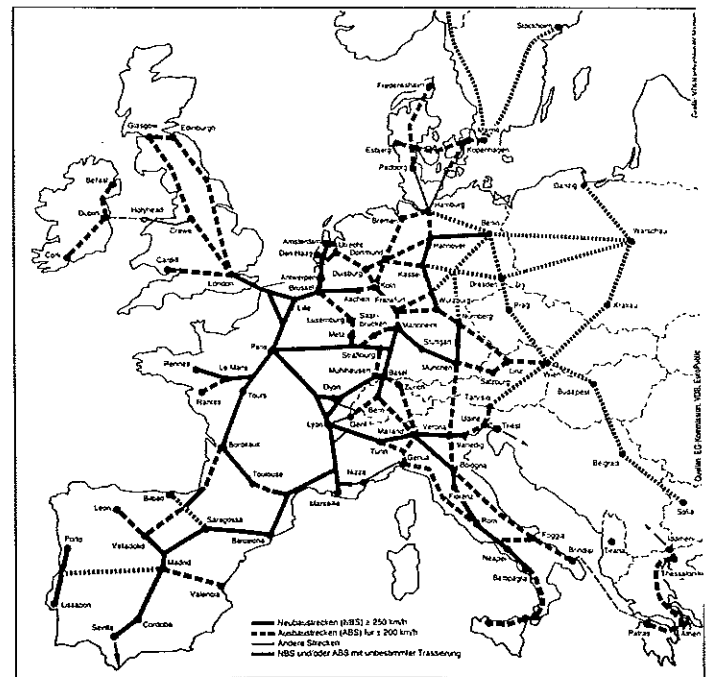 Stockholm
Frederikshavn
Malmö
Esbjerg
Kopenhagen
Padborg
Glasgow
Edinburgh
Belfast
Dublin
Holyhead
Cork
Crewe
Cardiff
London
Hamburg
Bremen
Danzig
Berlin
Warschau
Hannover
Amsterdam
Utrecht
Den Haag
Dortmund
Duisburg
Kassel
Antwerpen
Brüssel
Köln
Aachen
Frankfurt
Dresden
Prag
Krakau
Lille
Luxemburg
Saar-
brücken
Mannheim
Würzburg
Nürnberg
Metz
Paris
Straßburg
Stuttgart
Rennes
Le Mans
Mühlhausen
München
Linz
Wien
Nantes
Tours
Basel
Salzburg
Dijon
Zürich
Budapest
Bern
Tarvisio
Lyon
Genf
Udine
Mailand
Verona
Triest
Venedig
Turin
Bordeaux
Genua
Bologna
Belgrad
Toulouse
Nizza
Florenz
Marseille
Sofia
Bilbao
Leon
Saragossa
Rom
Foggia
Porto
Valladolid
Barcelona
Neapel
Brindisi
Tirana
Thessaloniki
Madrid
Battipaglia
Valencia
Lissabon
Patras
Athen
Sevilla
Cordoba
Neubaustrecken (NBS) ≥ 250 km/h
Ausbaustrecken (ABS) für ≥ 200 km/h
Andere Strecken
NBS und/oder ABS mit unbestimmter Trassierung
Quellen: EG-Kommission, VDB, EuroPublic